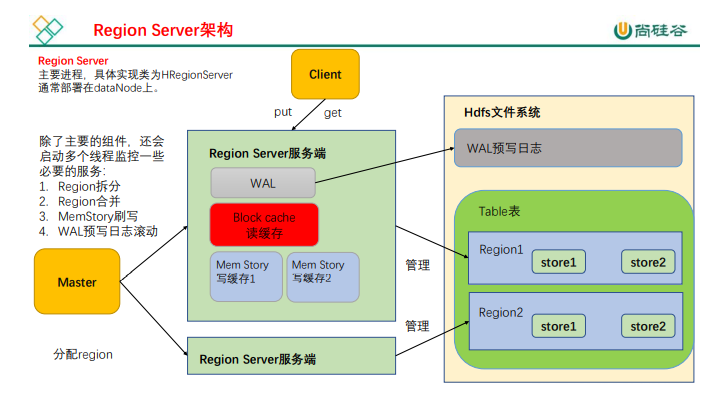 Region Server架构
尚硅谷
Region Server
主要进程，具体实现类为HRegionServer
通常部署在dataNode上。
Client
put
get
除了主要的组件，还会
启动多个线程监控一些
必要的服务：
1. Region拆分
2. Region合并
3. MemStory刷写
4. WAL预写日志滚动
Master
分配region
Region Server服务端
WAL
Block cache
读缓存
Mem Story
写缓存1
Mem Story
写缓存2
Region Server服务端
管理
管理
Hdfs文件系统
WAL预写日志
Table表
Region1
store1
store2
Region2
store1
store2